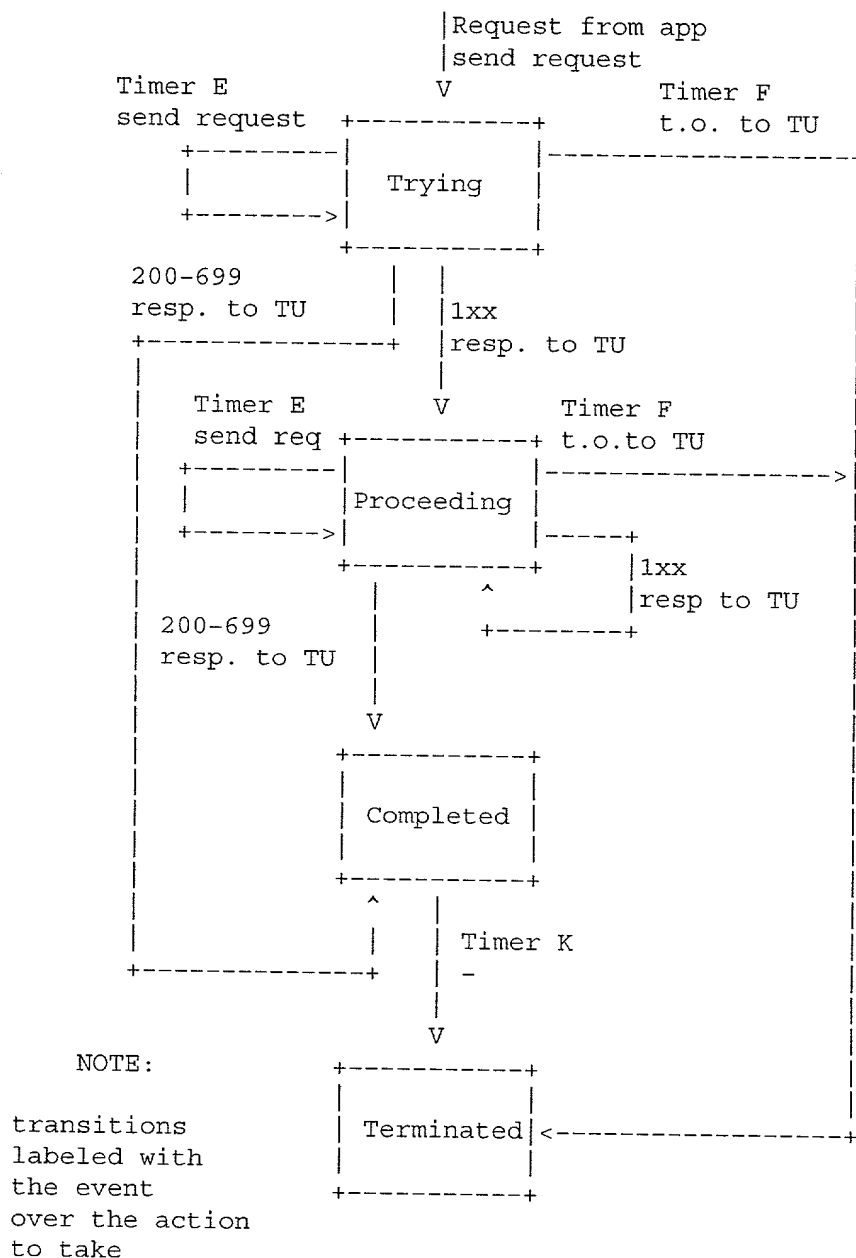 Request from app
send request
Timer E
send request
Timer F
t.o. to TU
Trying
200-699
resp. to TU
1xx
resp. to TU
Timer E
send req
Timer F
t.o.to TU
Proceeding
1xx
resp to TU
200-699
resp. to TU
Completed
Timer K
-
NOTE:
Terminated
transitions
labeled with
the event
over the action
to take